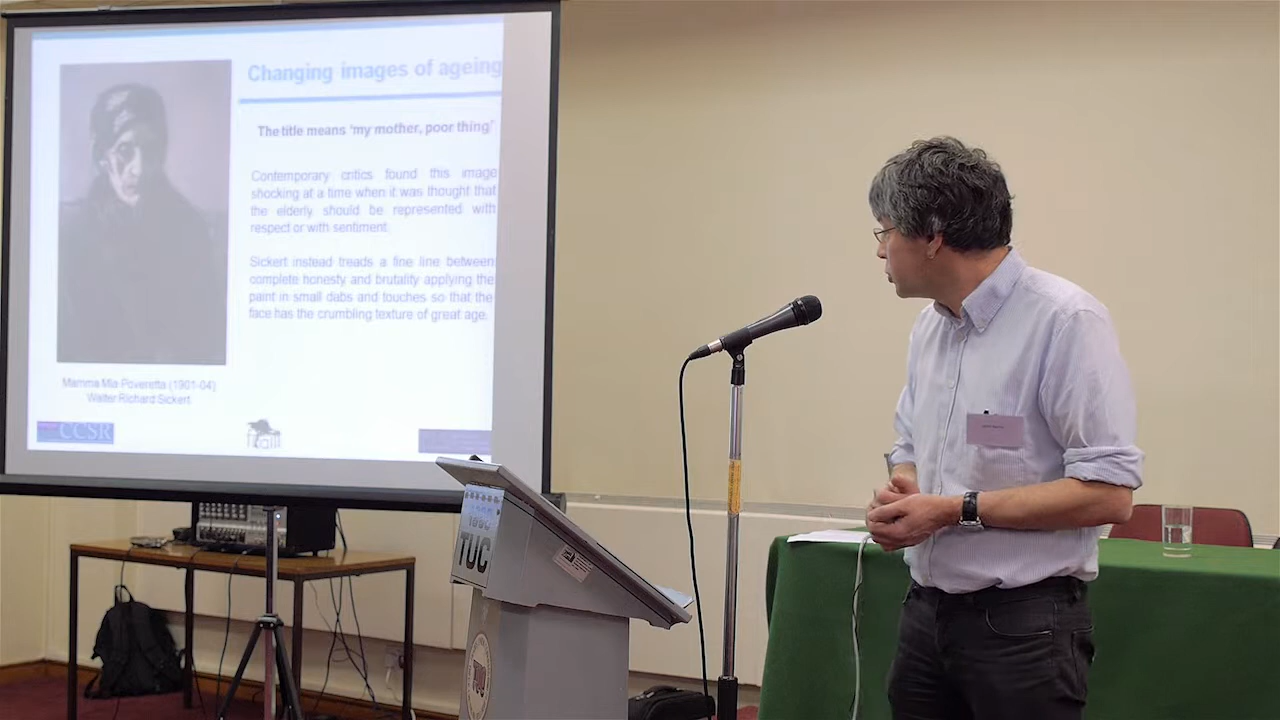 Changing images of ageing
The title means 'my mother, poor thing!'
Contemporary critics found this image
shocking at a time when it was thought that
the elderly should be represented with
respect or with sentiment.
Sickert instead treads a fine line between
complete honesty and brutality applying the
paint in small dabs and touches so that the
face has the crumbling texture of great age.
Mamma Mia Poveretta (1901-04)
Walter Richard Sickert
CCSR
TUC